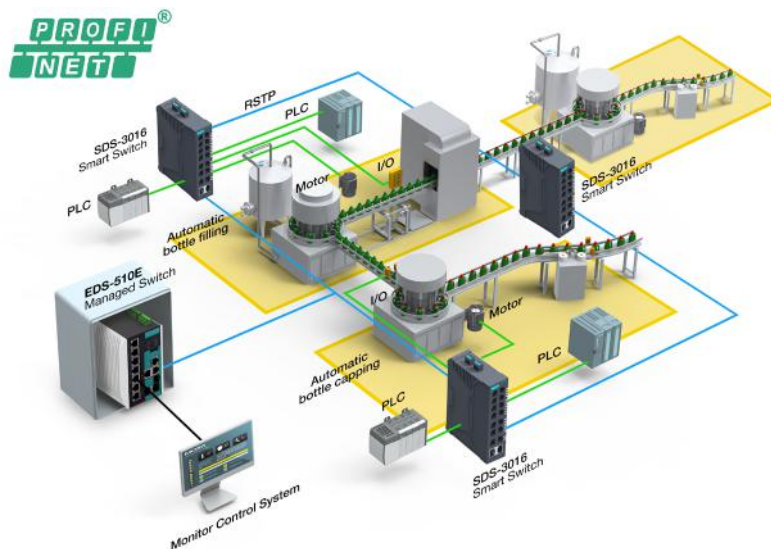 PROFI®
NET
RSTP
PLC
SDS-3016
Smart Switch
PLC
I/O
Motor
SDS-3016
Smart Switch
Automatic
bottle filling
EDS-510E
Managed Switch
I/O
Motor
PLC
Automatic
bottle capping
PLC
SDS-3016
Smart Switch
Monitor Control System